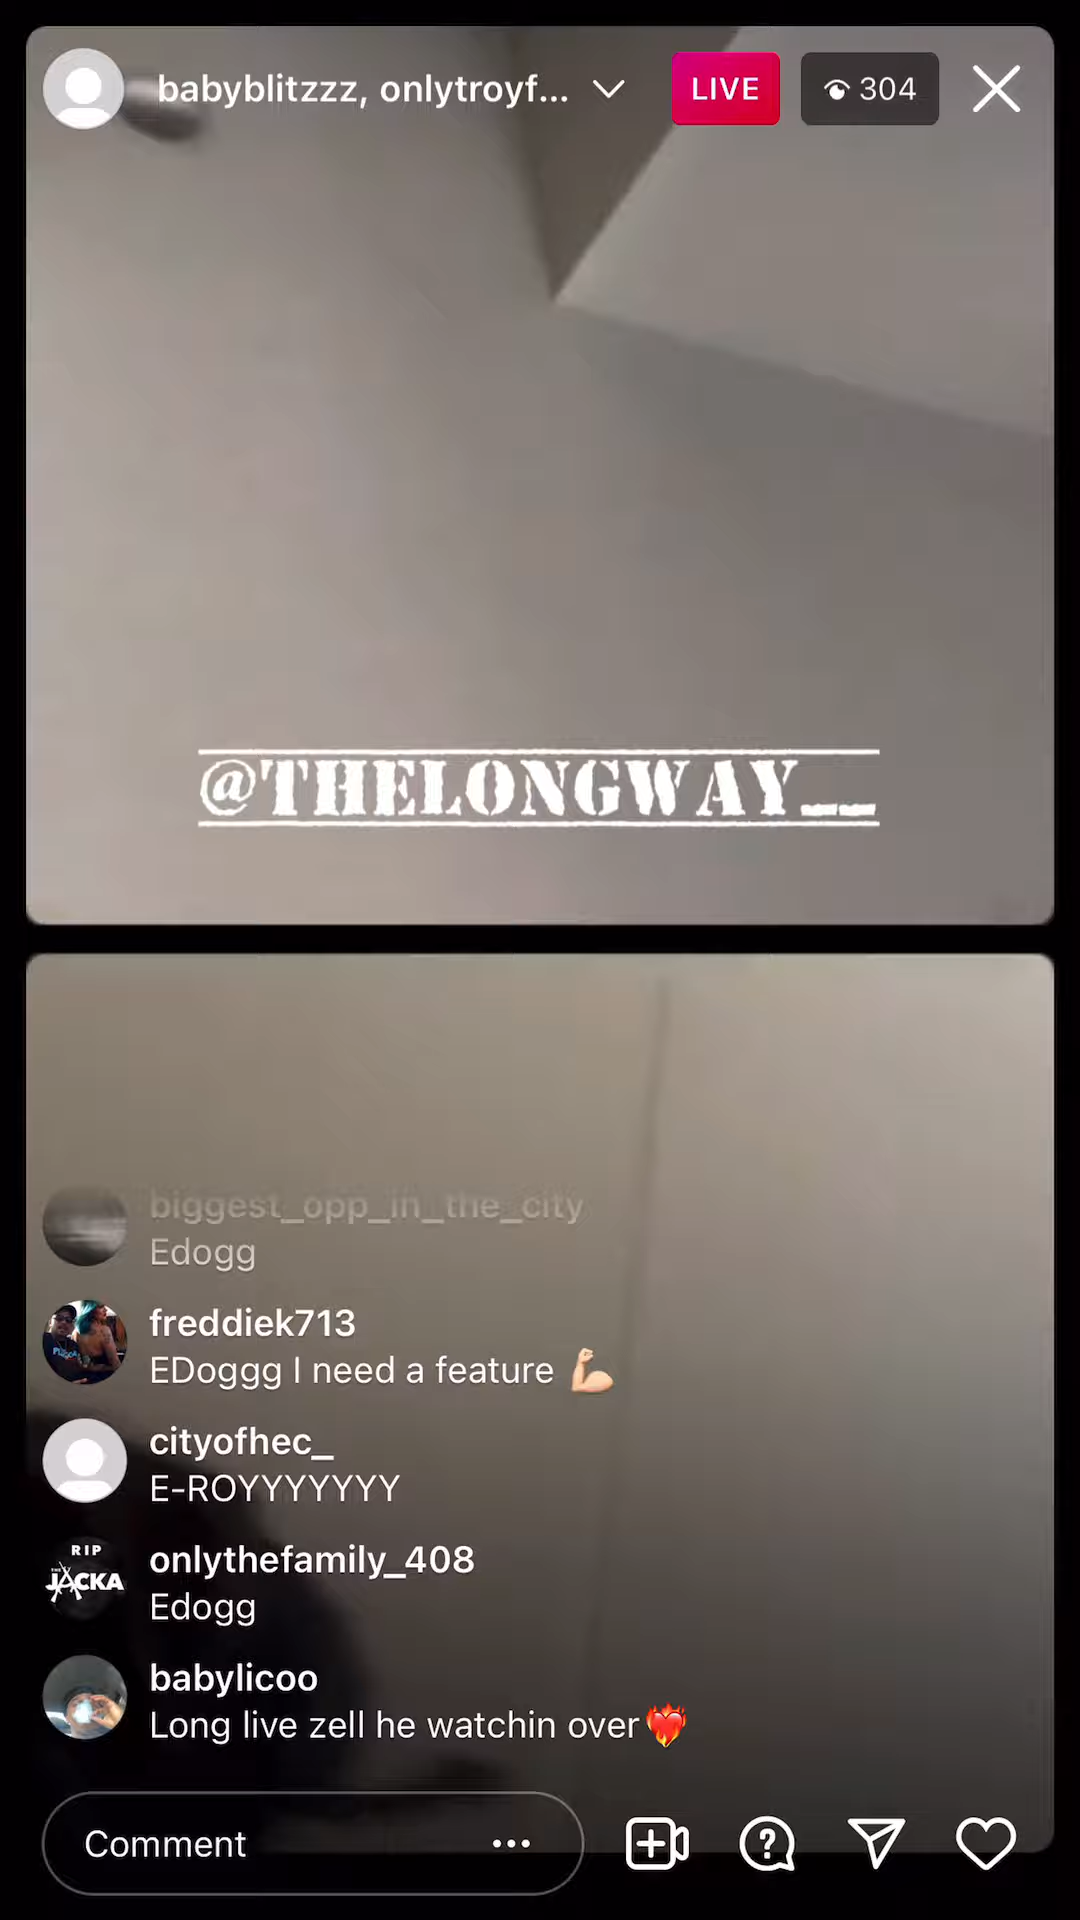 babyblitzzz, onlytroyf...
LIVE
304
@THELONGWAY__
biggest_opp_in_the_city
Edogg
freddiek713
EDoggg I need a feature 💪🏼
cityofhec_
E-ROYYYYYYY
RIP
JACKA
onlythefamily_408
Edogg
babylicoo
Long live zell he watchin over❤️‍🔥
Comment